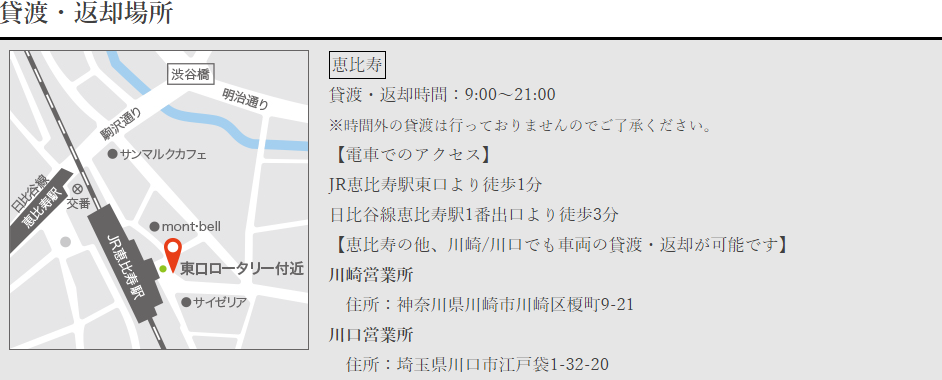 貸渡・返却場所
渋谷橋
明治通り
駒沢通り
サンマルクカフェ
日比谷線
恵比寿駅
交番
mont・bell
JR恵比寿駅
東口ロータリー付近
サイゼリア
恵比寿
貸渡・返却時間：9:00〜21:00
※時間外の貸渡は行っておりませんのでご了承ください。
【電車でのアクセス】
JR恵比寿駅東口より徒歩1分
日比谷線恵比寿駅1番出口より徒歩3分
【恵比寿の他、川崎/川口でも車両の貸渡・返却が可能です】
川崎営業所
住所：神奈川県川崎市川崎区榎町9-21
川口営業所
住所：埼玉県川口市江戸袋1-32-20